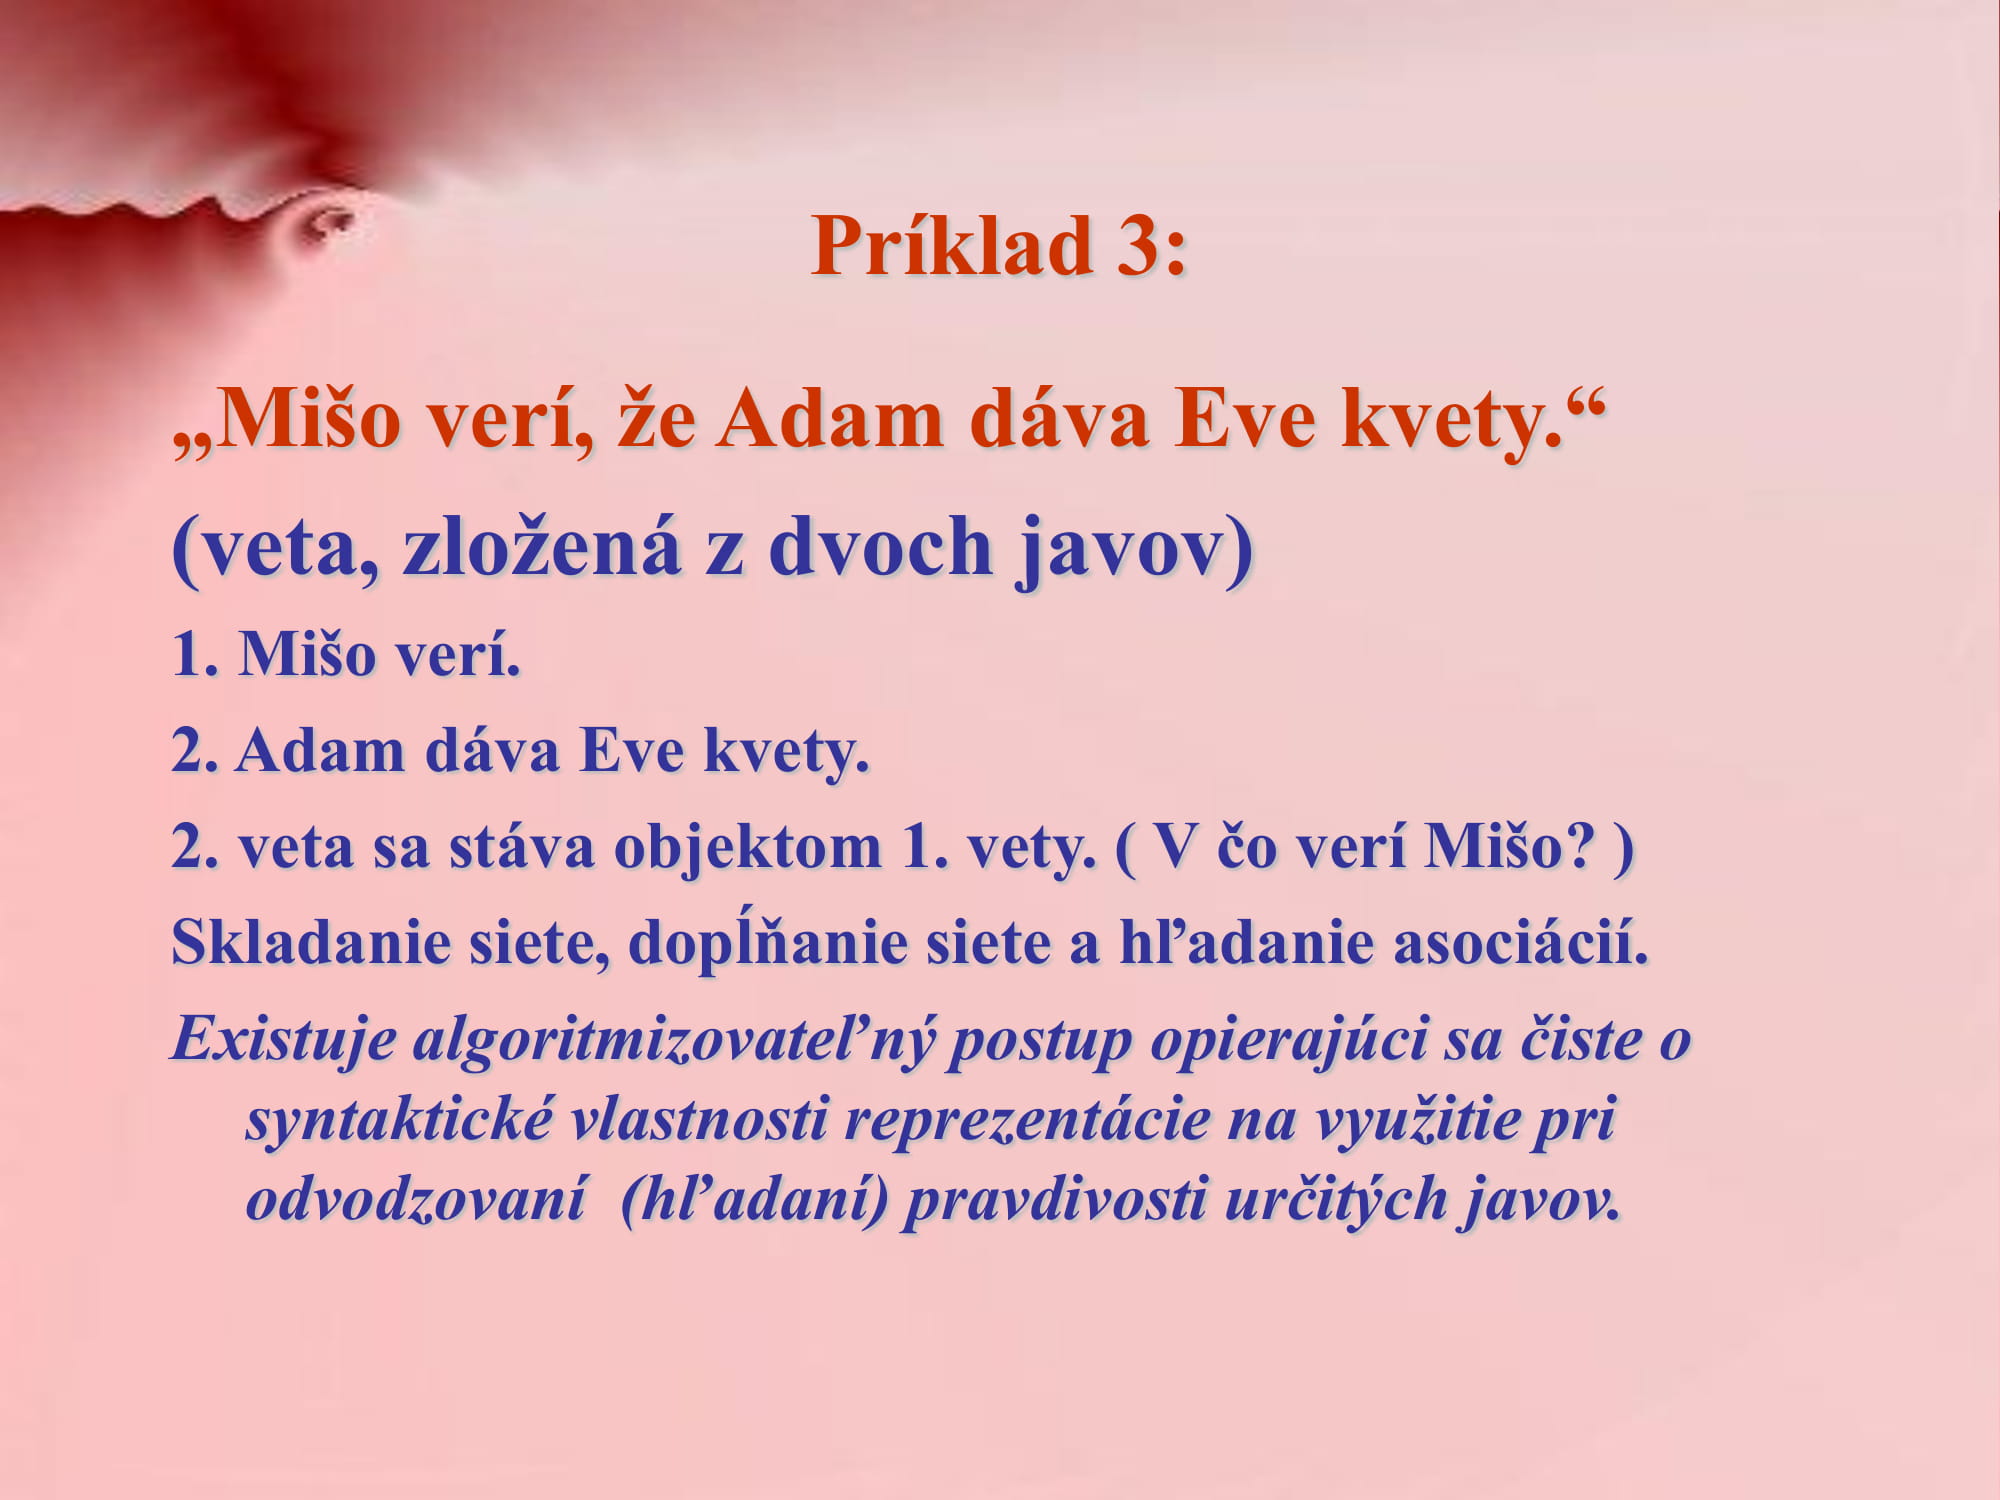 Príklad 3:
„Mišo verí, že Adam dáva Eve kvety.“
(veta, zložená z dvoch javov)
1. Mišo verí.
2. Adam dáva Eve kvety.
2. veta sa stáva objektom 1. vety. ( V čo verí Mišo? )
Skladanie siete, dopĺňanie siete a hľadanie asociácií.
Existuje algoritmizovateľný postup opierajúci sa čiste o
syntaktické vlastnosti reprezentácie na využitie pri
odvodzovaní  (hľadaní) pravdivosti určitých javov.